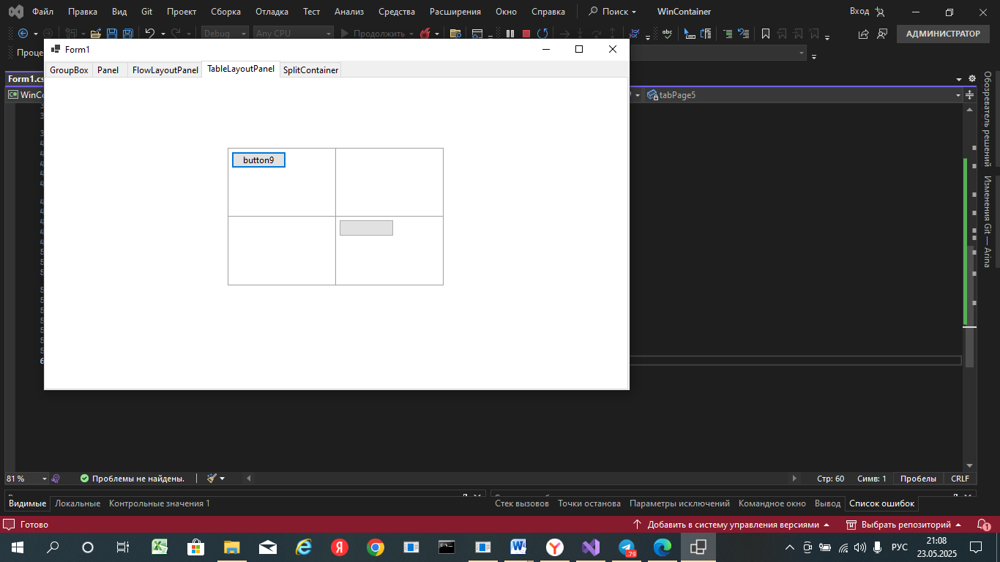 Файл Правка Вид Git Проект Сборка Отладка Тест Анализ Средства Расширения Окно Справка Поиск WinContainer Вход
Debug Any CPU Продолжить АДМИНИСТРАТОР
Проце
Form1
GroupBox Panel FlowLayoutPanel TableLayoutPanel SplitContainer
Form1.cs
WinCo tabPage5
button9
Обозреватель решений
Изменения Git — Arina
81 % Проблемы не найдены. Стр: 60 Симв: 1 Пробелы CRLF
Видимые Локальные Контрольные значения 1 Стек вызовов Точки останова Параметры исключений Командное окно Вывод Список ошибок
Готово Добавить в систему управления версиями Выбрать репозиторий 1
79 РУС 21:08
23.05.2025